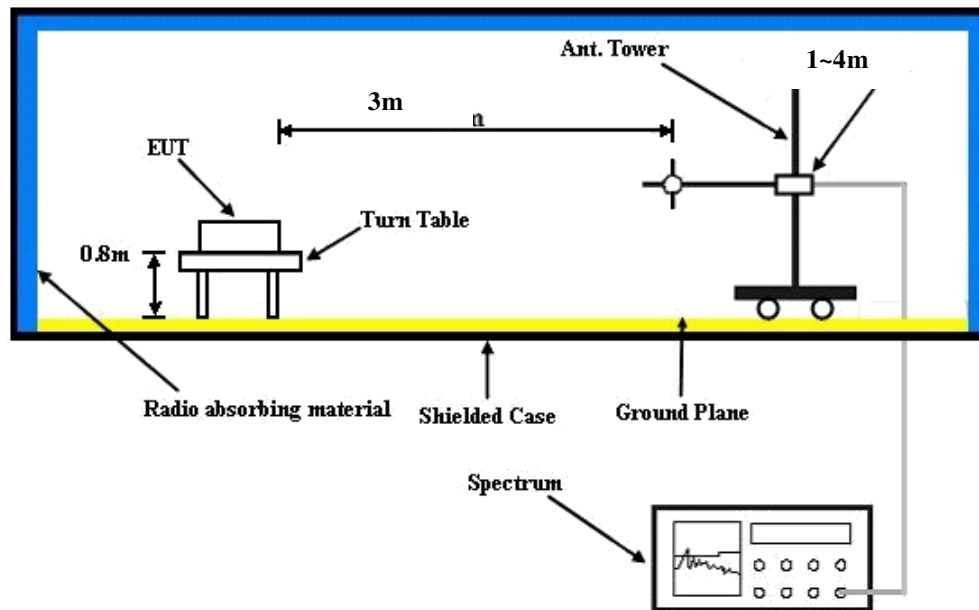 Ant. Tower
1~4m
3m
n
EUT
Turn Table
0.8m
Radio absorbing material
Shielded Case
Ground Plane
Spectrum